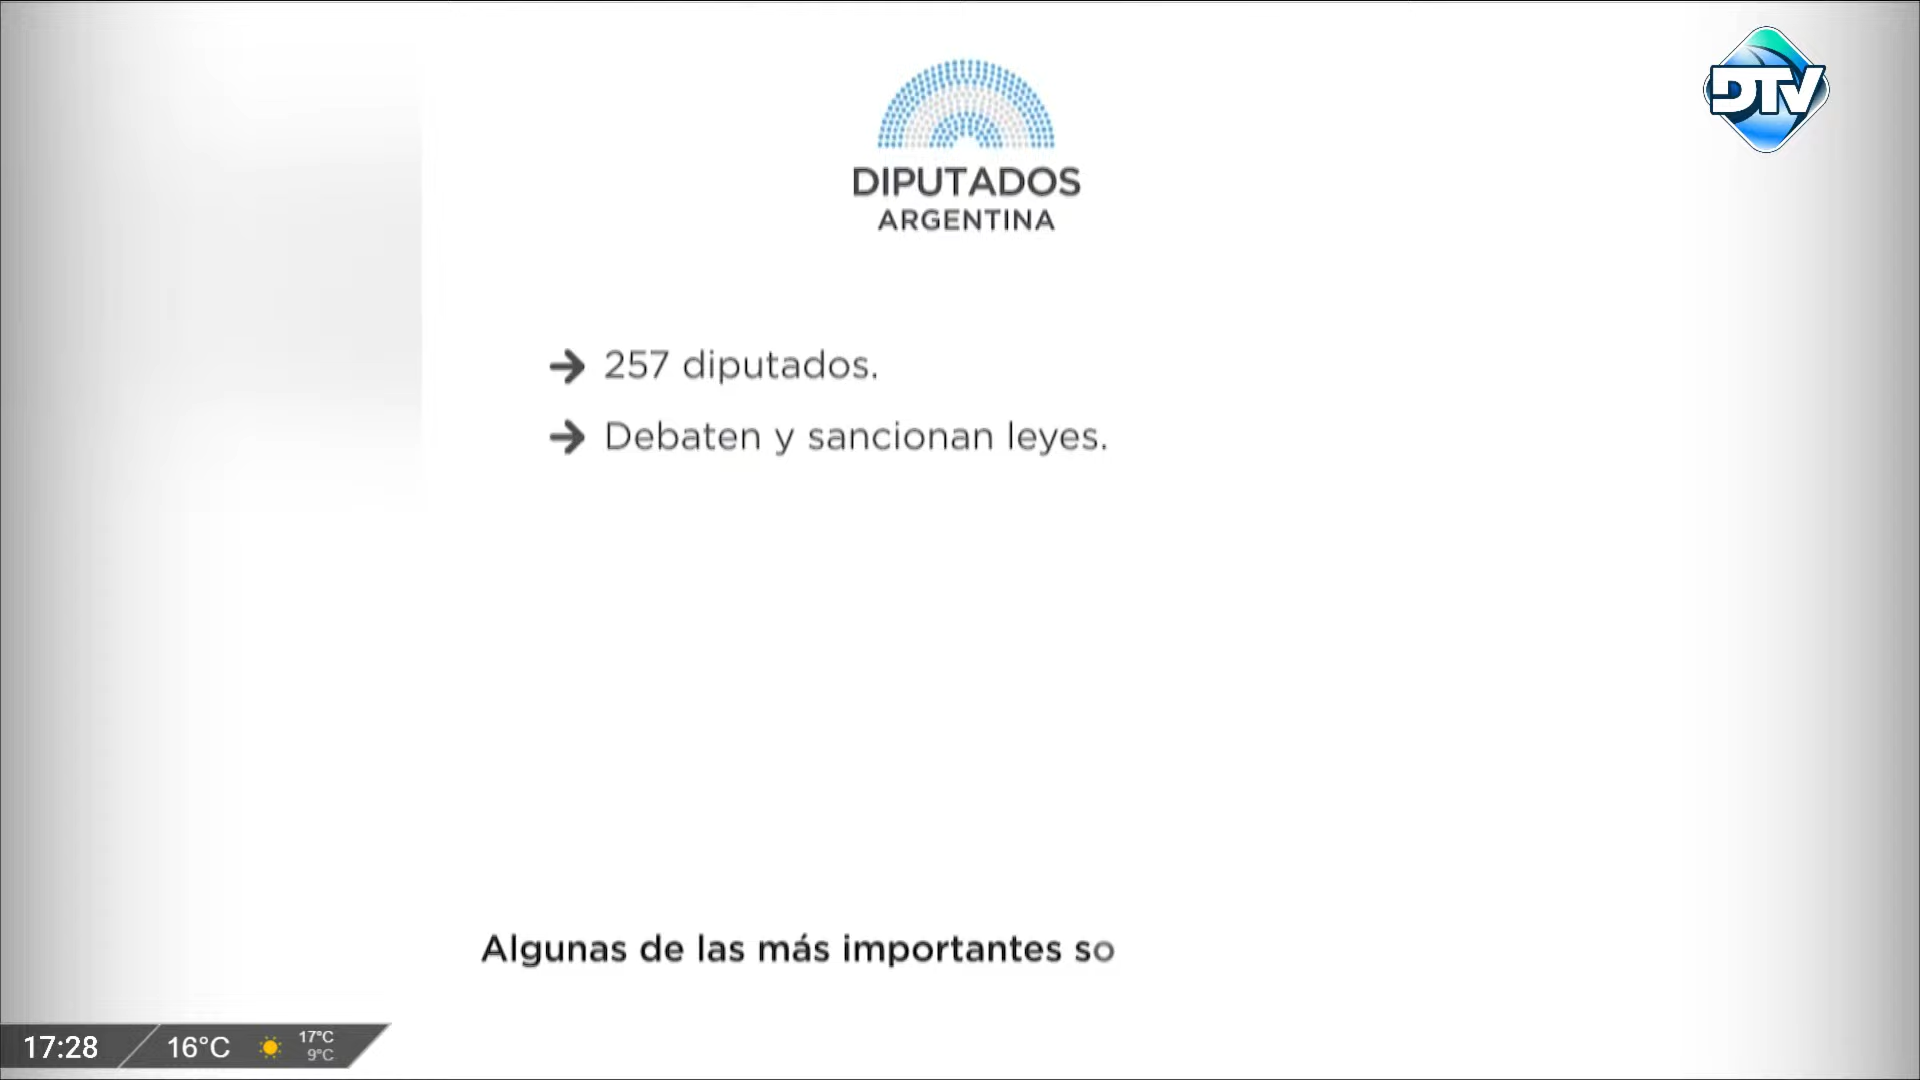 DTV
DIPUTADOS
ARGENTINA
257 diputados.
Debaten y sancionan leyes.
Algunas de las más importantes so
17:28
16°C
17°C
9°C